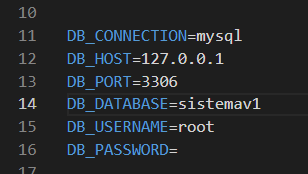 10
11 DB_CONNECTION=mysql
12 DB_HOST=127.0.0.1
13 DB_PORT=3306
14 DB_DATABASE=sistemav1
15 DB_USERNAME=root
16 DB_PASSWORD=
17